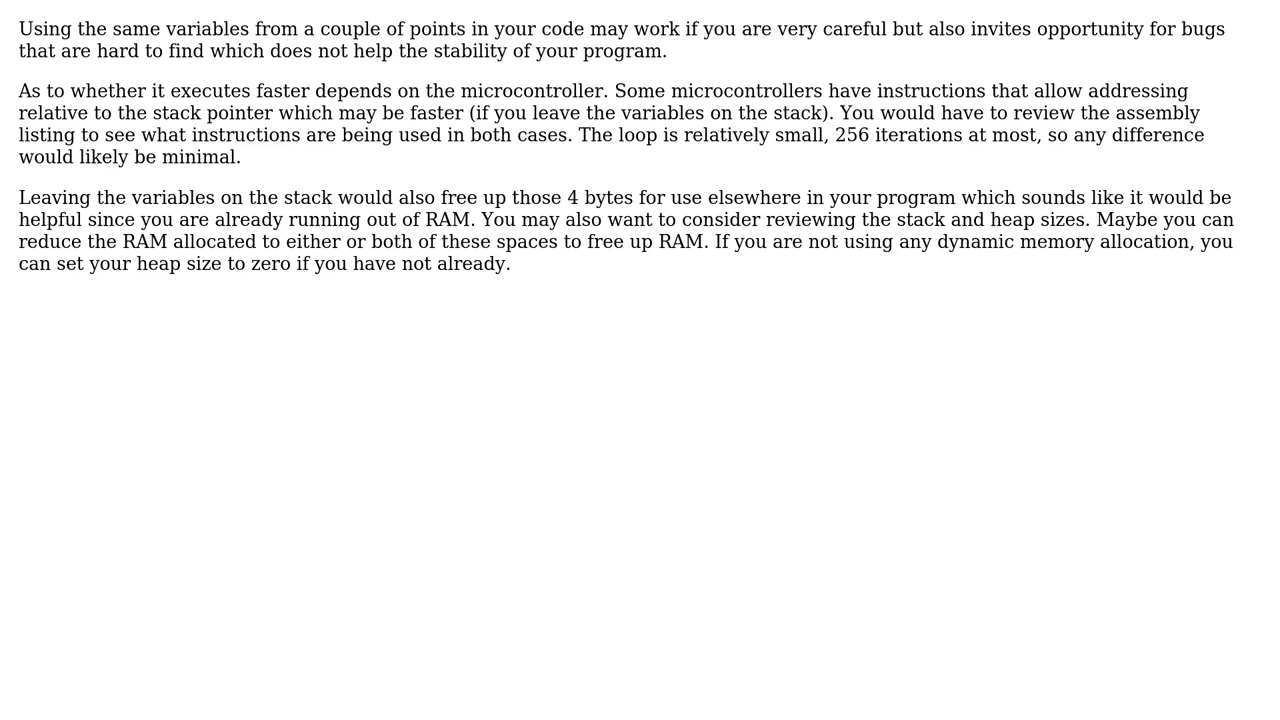 Using the same variables from a couple of points in your code may work if you are very careful but also invites opportunity for bugs
that are hard to find which does not help the stability of your program.
As to whether it executes faster depends on the microcontroller. Some microcontrollers have instructions that allow addressing
relative to the stack pointer which may be faster (if you leave the variables on the stack). You would have to review the assembly
listing to see what instructions are being used in both cases. The loop is relatively small, 256 iterations at most, so any difference
would likely be minimal.
Leaving the variables on the stack would also free up those 4 bytes for use elsewhere in your program which sounds like it would be
helpful since you are already running out of RAM. You may also want to consider reviewing the stack and heap sizes. Maybe you can
reduce the RAM allocated to either or both of these spaces to free up RAM. If you are not using any dynamic memory allocation, you
can set your heap size to zero if you have not already.